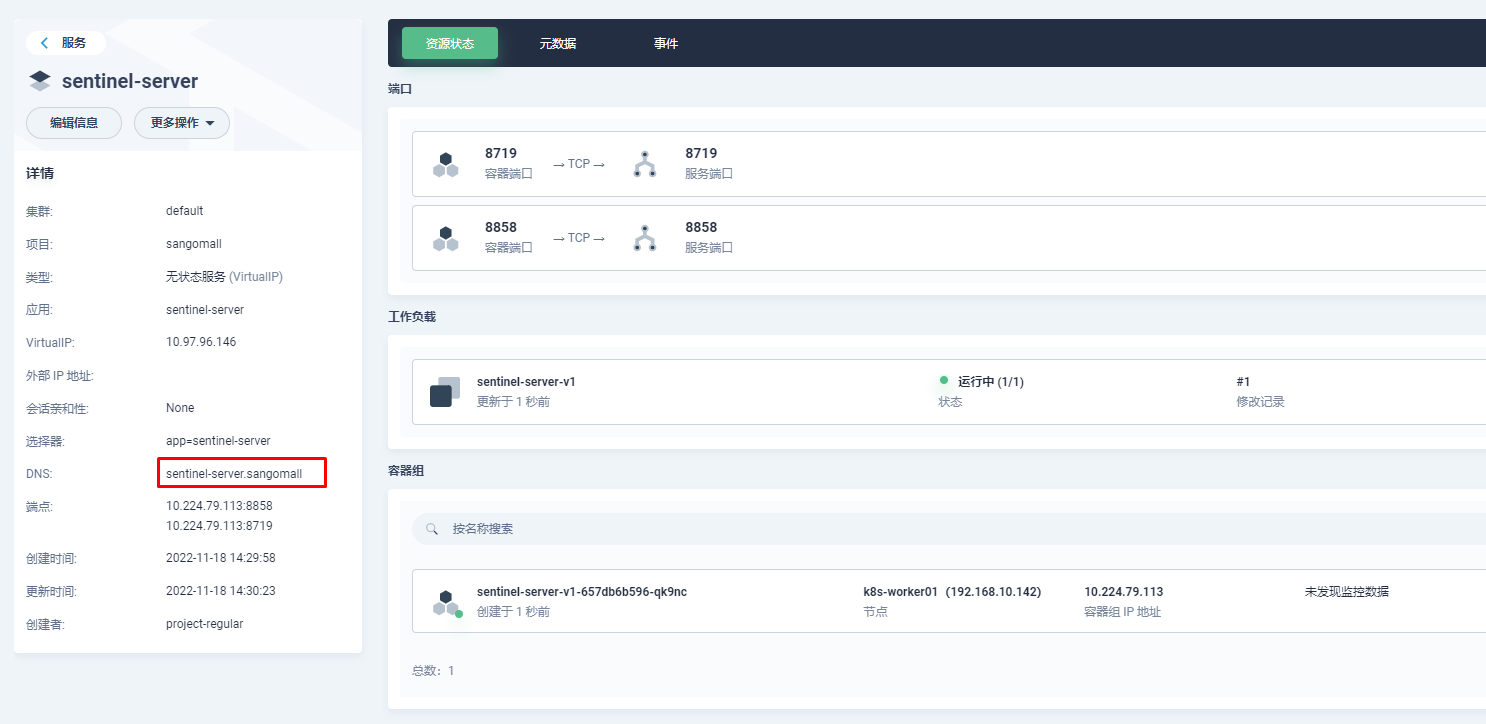 服务
sentinel-server
编辑信息
更多操作
详情
集群: default
项目: sangomall
类型: 无状态服务 (VirtualIP)
应用: sentinel-server
VirtualIP: 10.97.96.146
外部 IP 地址:
会话亲和性: None
选择器: app=sentinel-server
DNS: sentinel-server.sangomall
端点: 10.224.79.113:8858
10.224.79.113:8719
创建时间: 2022-11-18 14:29:58
更新时间: 2022-11-18 14:30:23
创建者: project-regular
资源状态 元数据 事件
端口
8719 →TCP→ 8719
容器端口 服务端口
8858 →TCP→ 8858
容器端口 服务端口
工作负载
sentinel-server-v1 运行中 (1/1) #1
更新于 1 秒前 状态 修改记录
容器组
按名称搜索
sentinel-server-v1-657db6b596-qk9nc k8s-worker01（192.168.10.142) 10.224.79.113 未发现监控数据
创建于 1 秒前 节点 容器组 IP 地址
总数：1